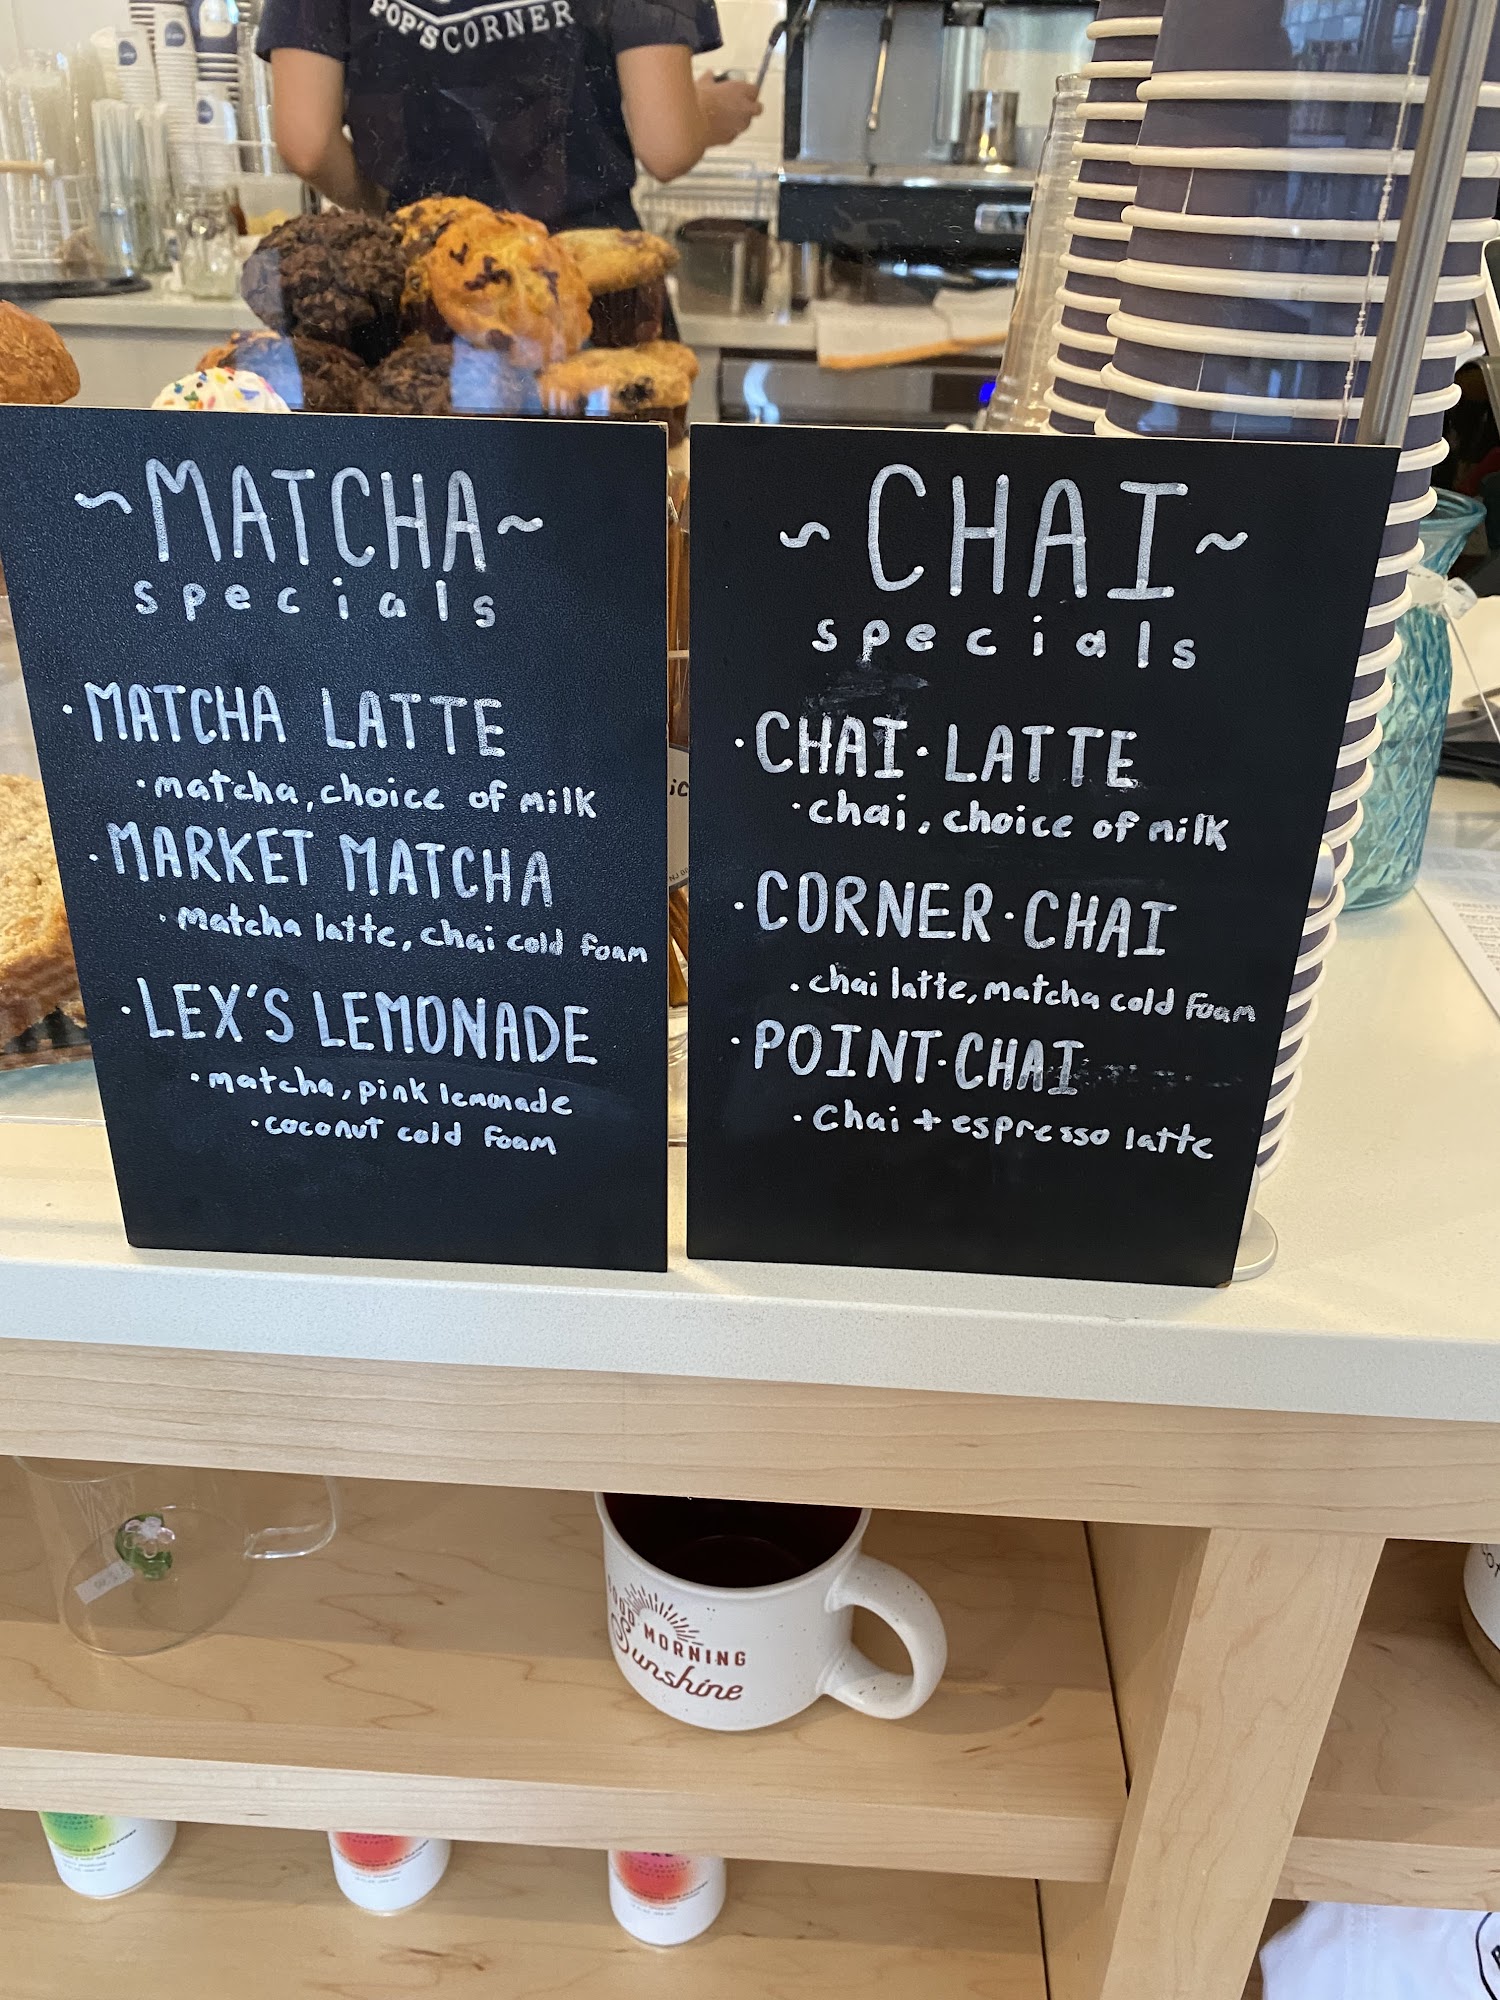 POP'S CORNER
~MATCHA~
specials
·MATCHA LATTE
·matcha, choice of milk
·MARKET MATCHA
·matcha latte, chai cold foam
·LEX'S LEMONADE
·matcha, pink lemonade
·coconut cold foam
~CHAI~
specials
·CHAI·LATTE
·chai, choice of milk
·CORNER·CHAI
·chai latte, matcha cold foam
·POINT·CHAI
·chai + espresso latte
MORNING
Sunshine